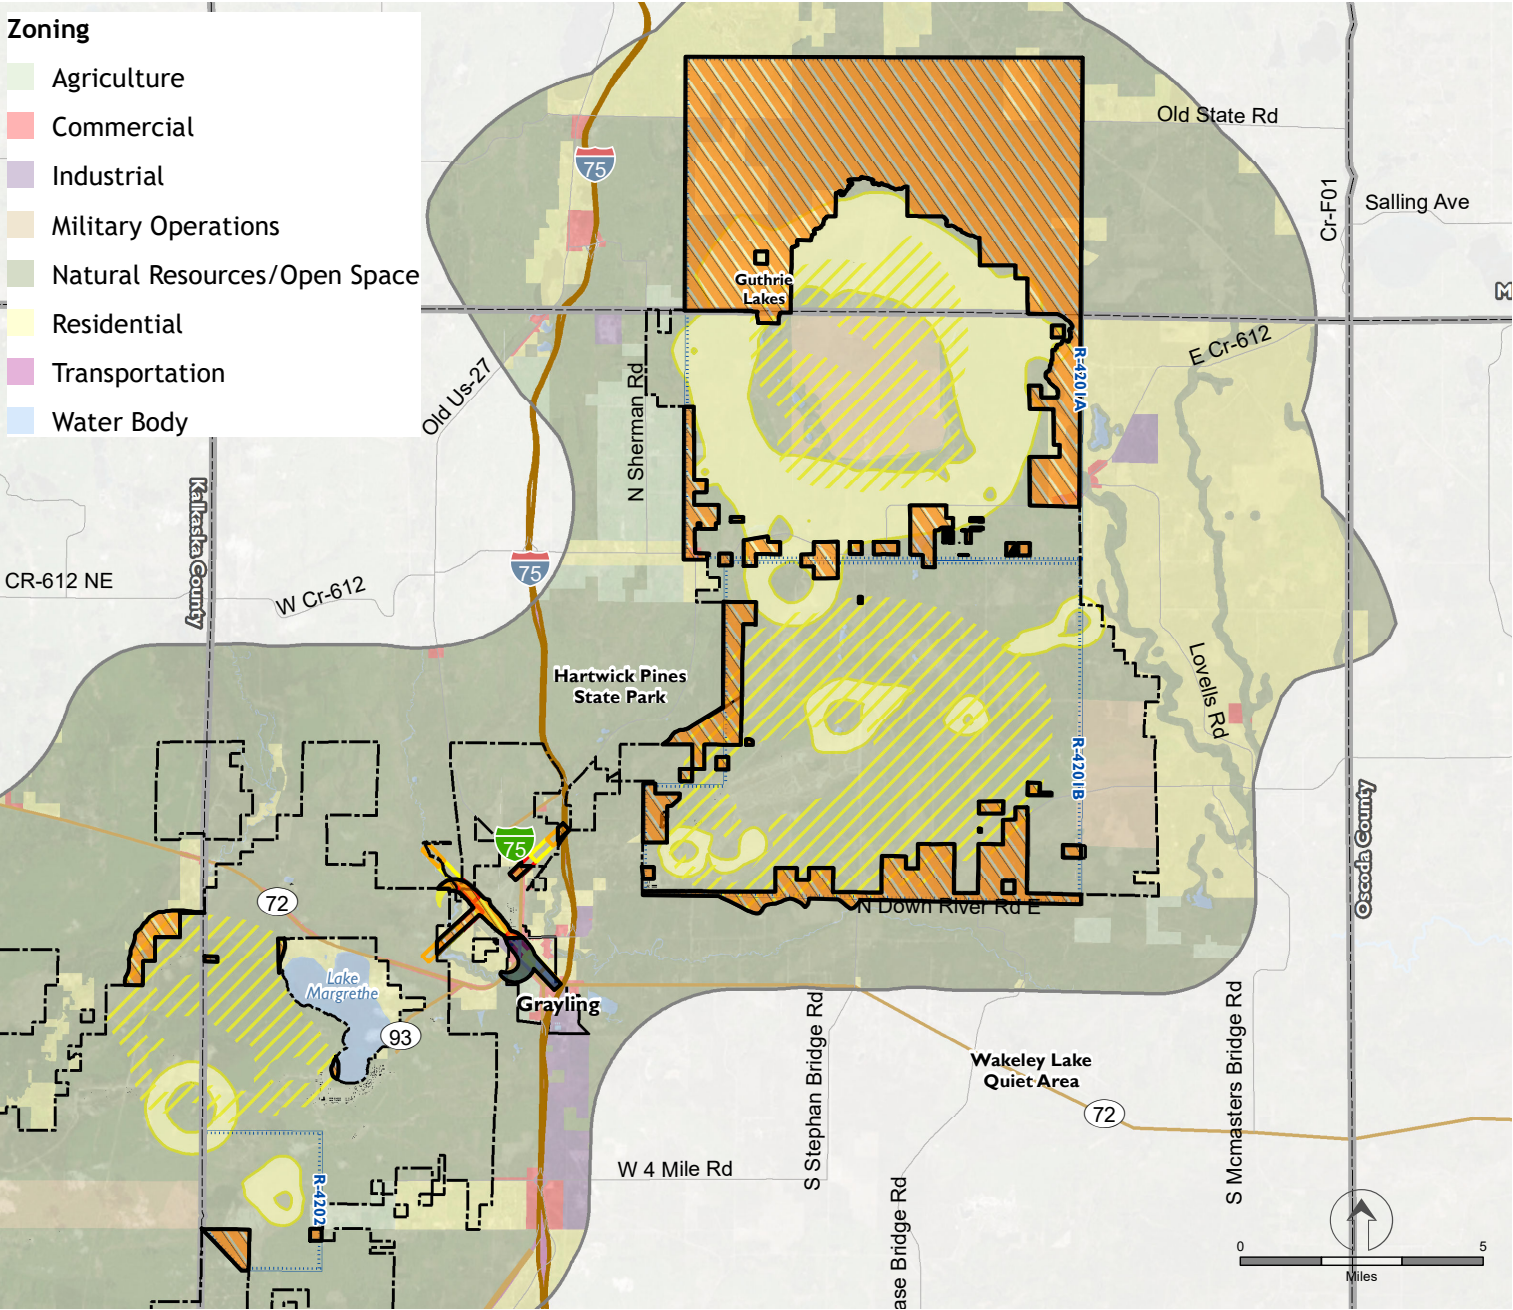 Zoning
Agriculture
Commercial
Industrial
Military Operations
Natural Resources/Open Space
Residential
Transportation
Water Body
Old State Rd
75
Cr-F01
Salling Ave
Guthrie
Lakes
M
E Cr-612
R-4201A
Old Us-27
N Sherman Rd
Kalkaska County
75
CR-612 NE
W Cr-612
Hartwick Pines
State Park
Lovells Rd
R-4201B
Oscoda County
75
72
N Down River Rd E
Lake
Margrethe
Grayling
93
S Stephan Bridge Rd
Wakeley Lake
Quiet Area
72
S Mcmasters Bridge Rd
W 4 Mile Rd
R-4202
ase Bridge Rd
0
5
Miles